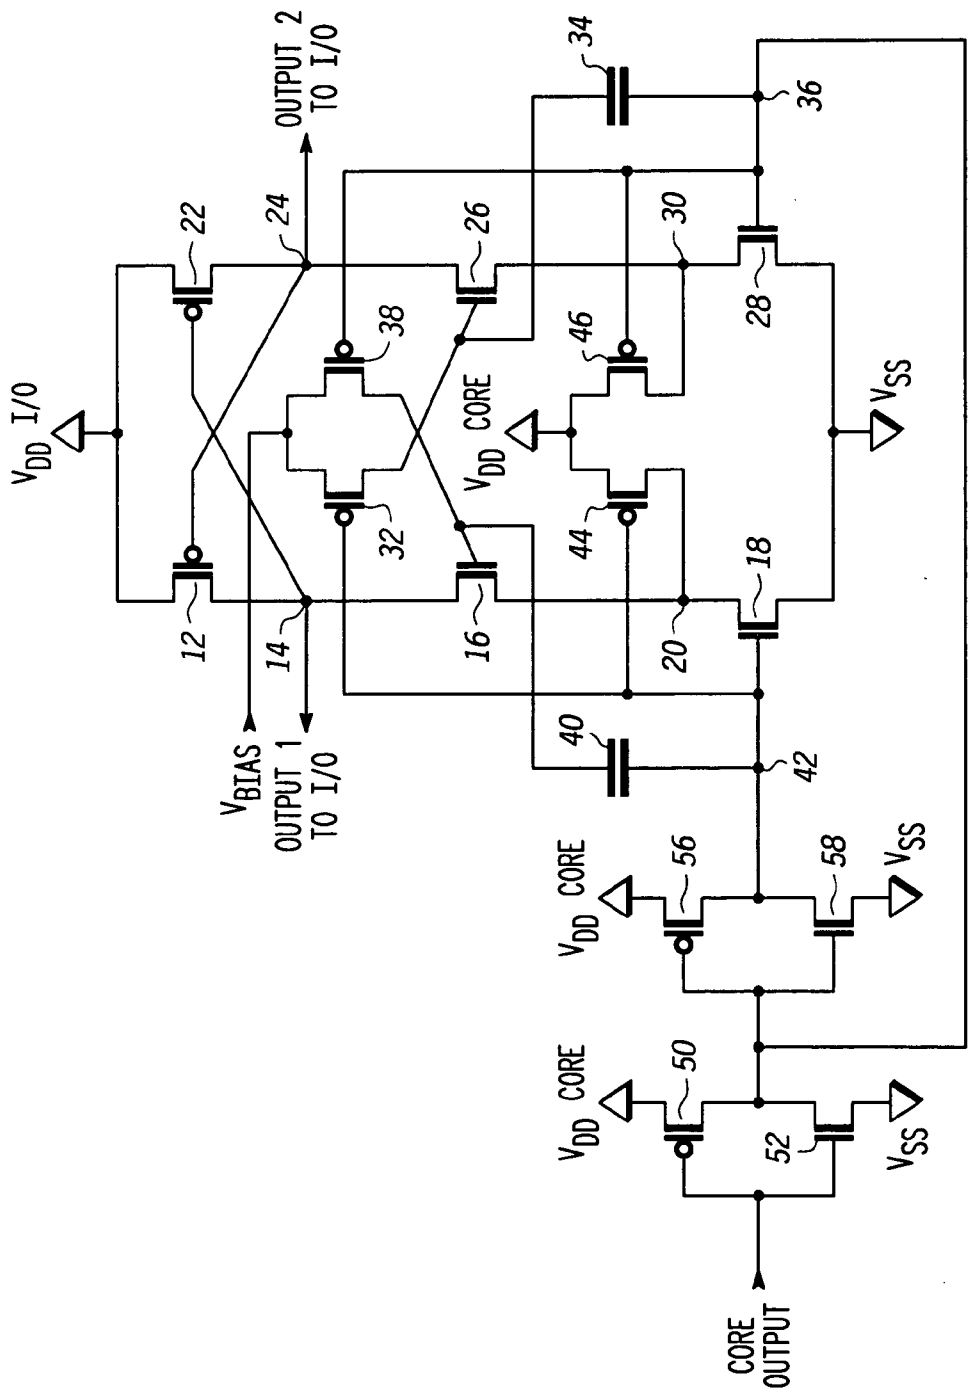 V_DD I/O
22
24
OUTPUT 2
TO I/O
12
14
V_BIAS
OUTPUT 1
TO I/O
38
32
26
16
34
V_DD CORE
46
44
30
20
36
28
18
V_SS
40
42
V_DD CORE
56
58
V_SS
V_DD CORE
50
52
V_SS
CORE
OUTPUT